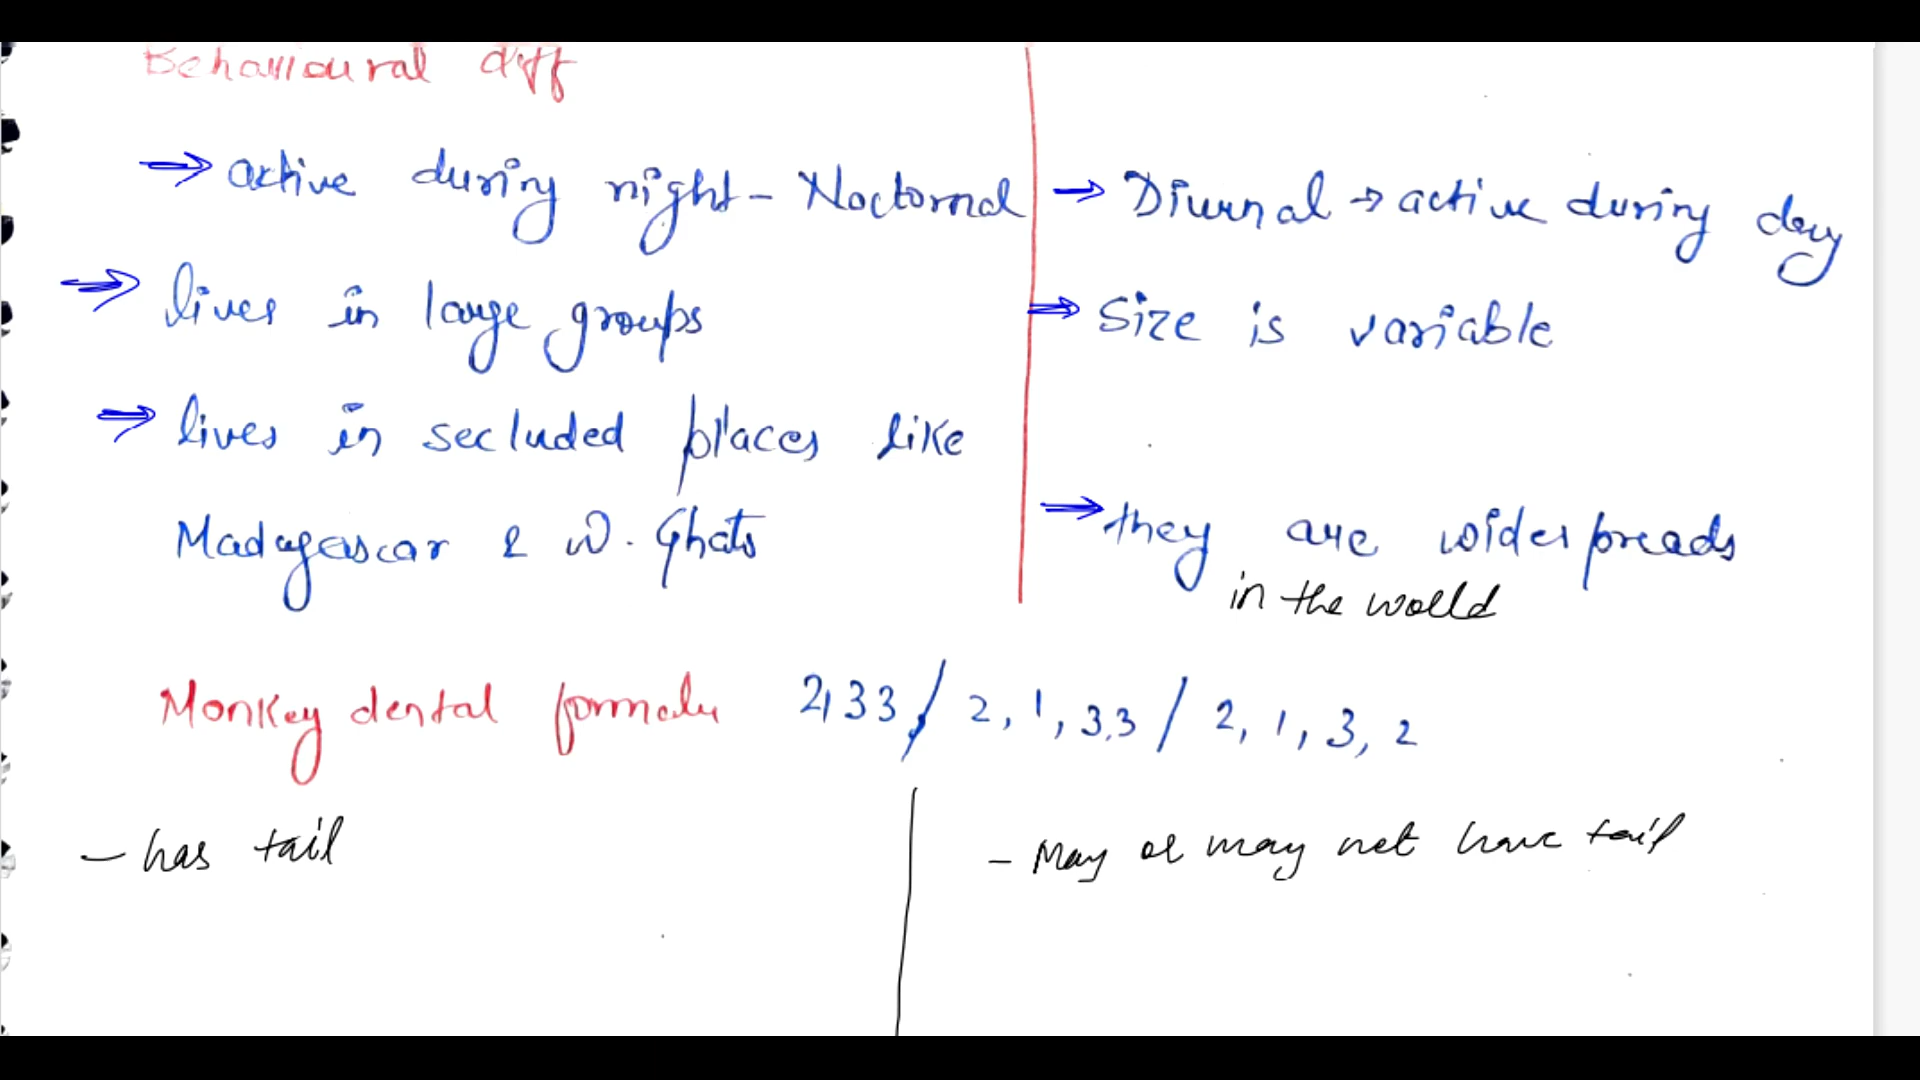 Behavioural diff
⇒ active during night - Noctornal
⇒ lives in large groups
⇒ lives in secluded places like
Madagascar & W. Ghats
→ Diurnal → active during day
⇒ Size is variable
⇒ they are widespreads
in the world
Monkey dental formula 2133 / 2, 1, 3.3 / 2, 1, 3, 2
- has tail
- May or may not have tail